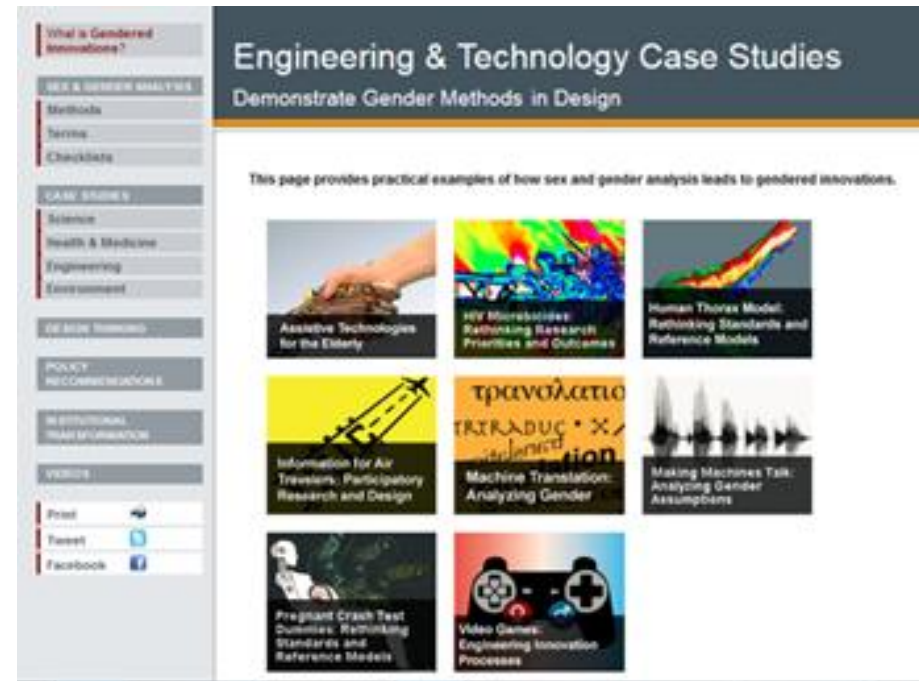 What is Gendered
Innovations?
SEX & GENDER ANALYSIS
Methods
Terms
Checklists
CASE STUDIES
Science
Health & Medicine
Engineering
Environment
DESIGN THINKING
POLICY
RECOMMENDATIONS
INSTITUTIONAL
TRANSFORMATION
VIDEOS
Print
Tweet
Facebook
Engineering & Technology Case Studies
Demonstrate Gender Methods in Design
This page provides practical examples of how sex and gender analysis leads to gendered innovations.
Assistive Technologies
for the Elderly
HIV Microbicides:
Rethinking Research
Priorities and Outcomes
Human Thorax Model:
Rethinking Standards and
Reference Models
Information for Air
Travelers: Participatory
Research and Design
τρανσλατιο
tion
Machine Translation:
Analyzing Gender
Making Machines Talk:
Analyzing Gender
Assumptions
Pregnant Crash Test
Dummies: Rethinking
Standards and
Reference Models
Video Games:
Engineering Innovation
Processes